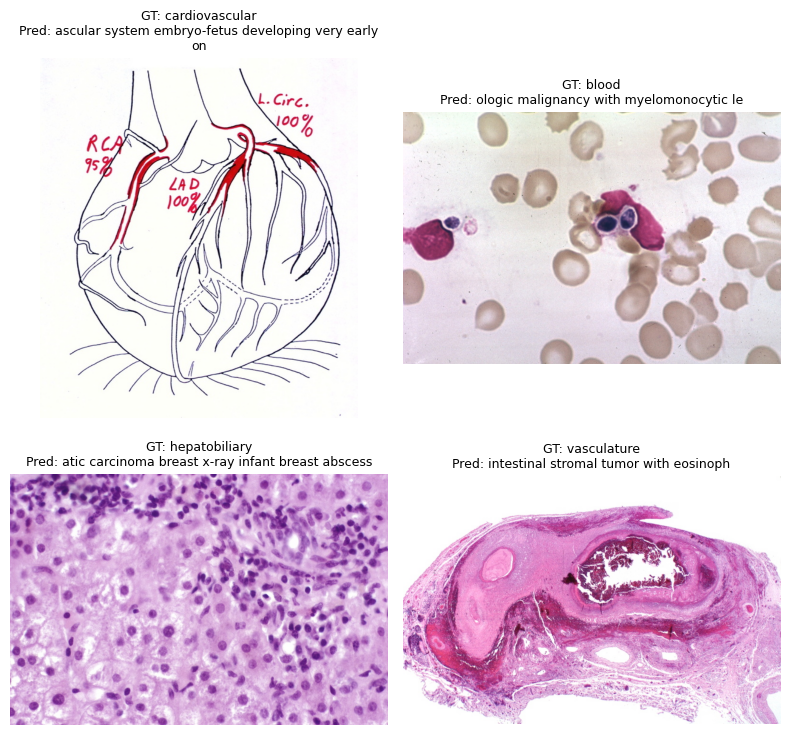 GT: cardiovascular
Pred: ascular system embryo-fetus developing very early
on
L. Circ.
100%
RCA
95%
LAD
100%
GT: blood
Pred: ologic malignancy with myelomonocytic le
GT: hepatobiliary
Pred: atic carcinoma breast x-ray infant breast abscess
GT: vasculature
Pred: intestinal stromal tumor with eosinoph